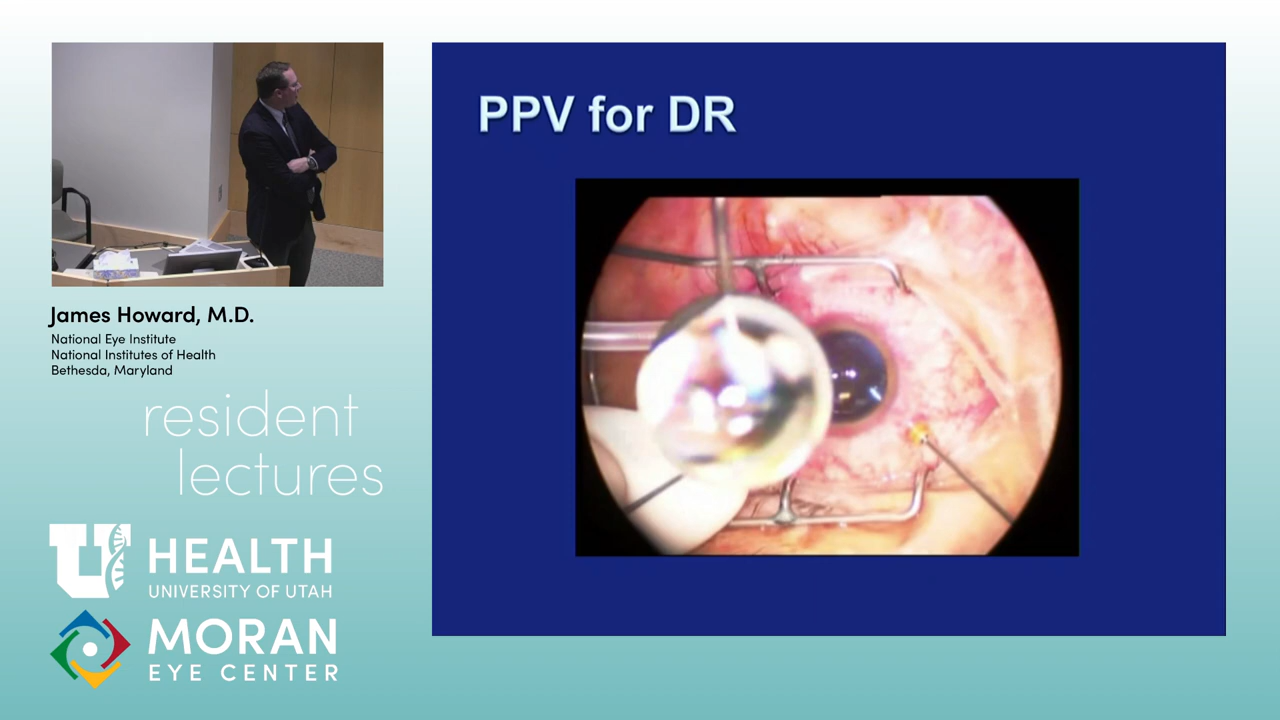 James Howard, M.D.
National Eye Institute
National Institutes of Health
Bethesda, Maryland
resident
lectures
U HEALTH
UNIVERSITY OF UTAH
MORAN
EYE CENTER
PPV for DR